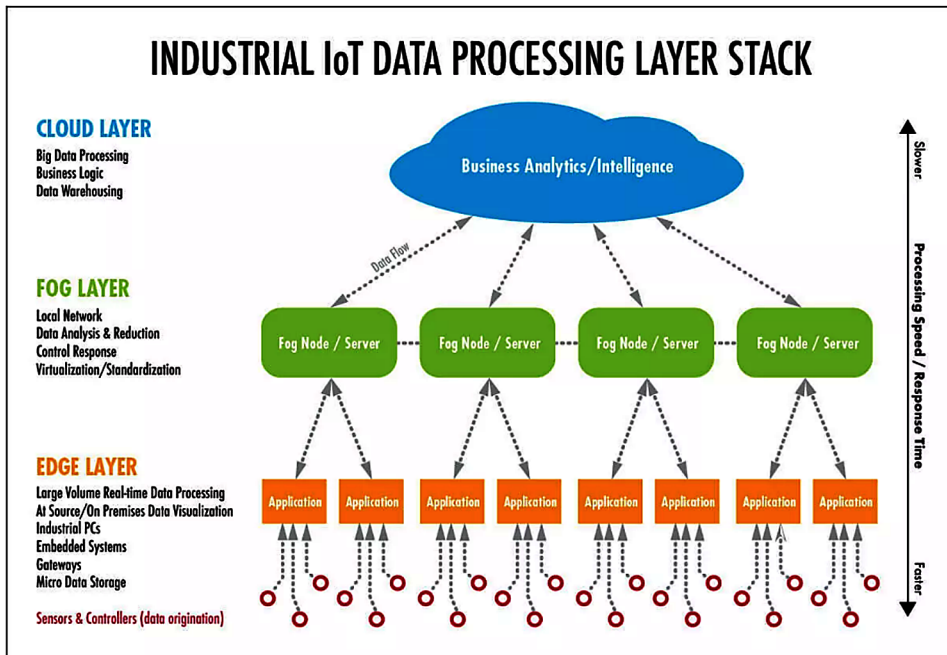 INDUSTRIAL IoT DATA PROCESSING LAYER STACK
CLOUD LAYER
Big Data Processing
Business Logic
Data Warehousing
Business Analytics/Intelligence
Slower
Data Flow
Processing Speed / Response Time
FOG LAYER
Local Network
Data Analysis & Reduction
Control Response
Virtualization/Standardization
Fog Node / Server
Fog Node / Server
Fog Node / Server
Fog Node / Server
EDGE LAYER
Large Volume Real-time Data Processing
At Source/On Premises Data Visualization
Industrial PCs
Embedded Systems
Gateways
Micro Data Storage
Application
Application
Application
Application
Application
Application
Application
Application
Faster
Sensors & Controllers (data origination)